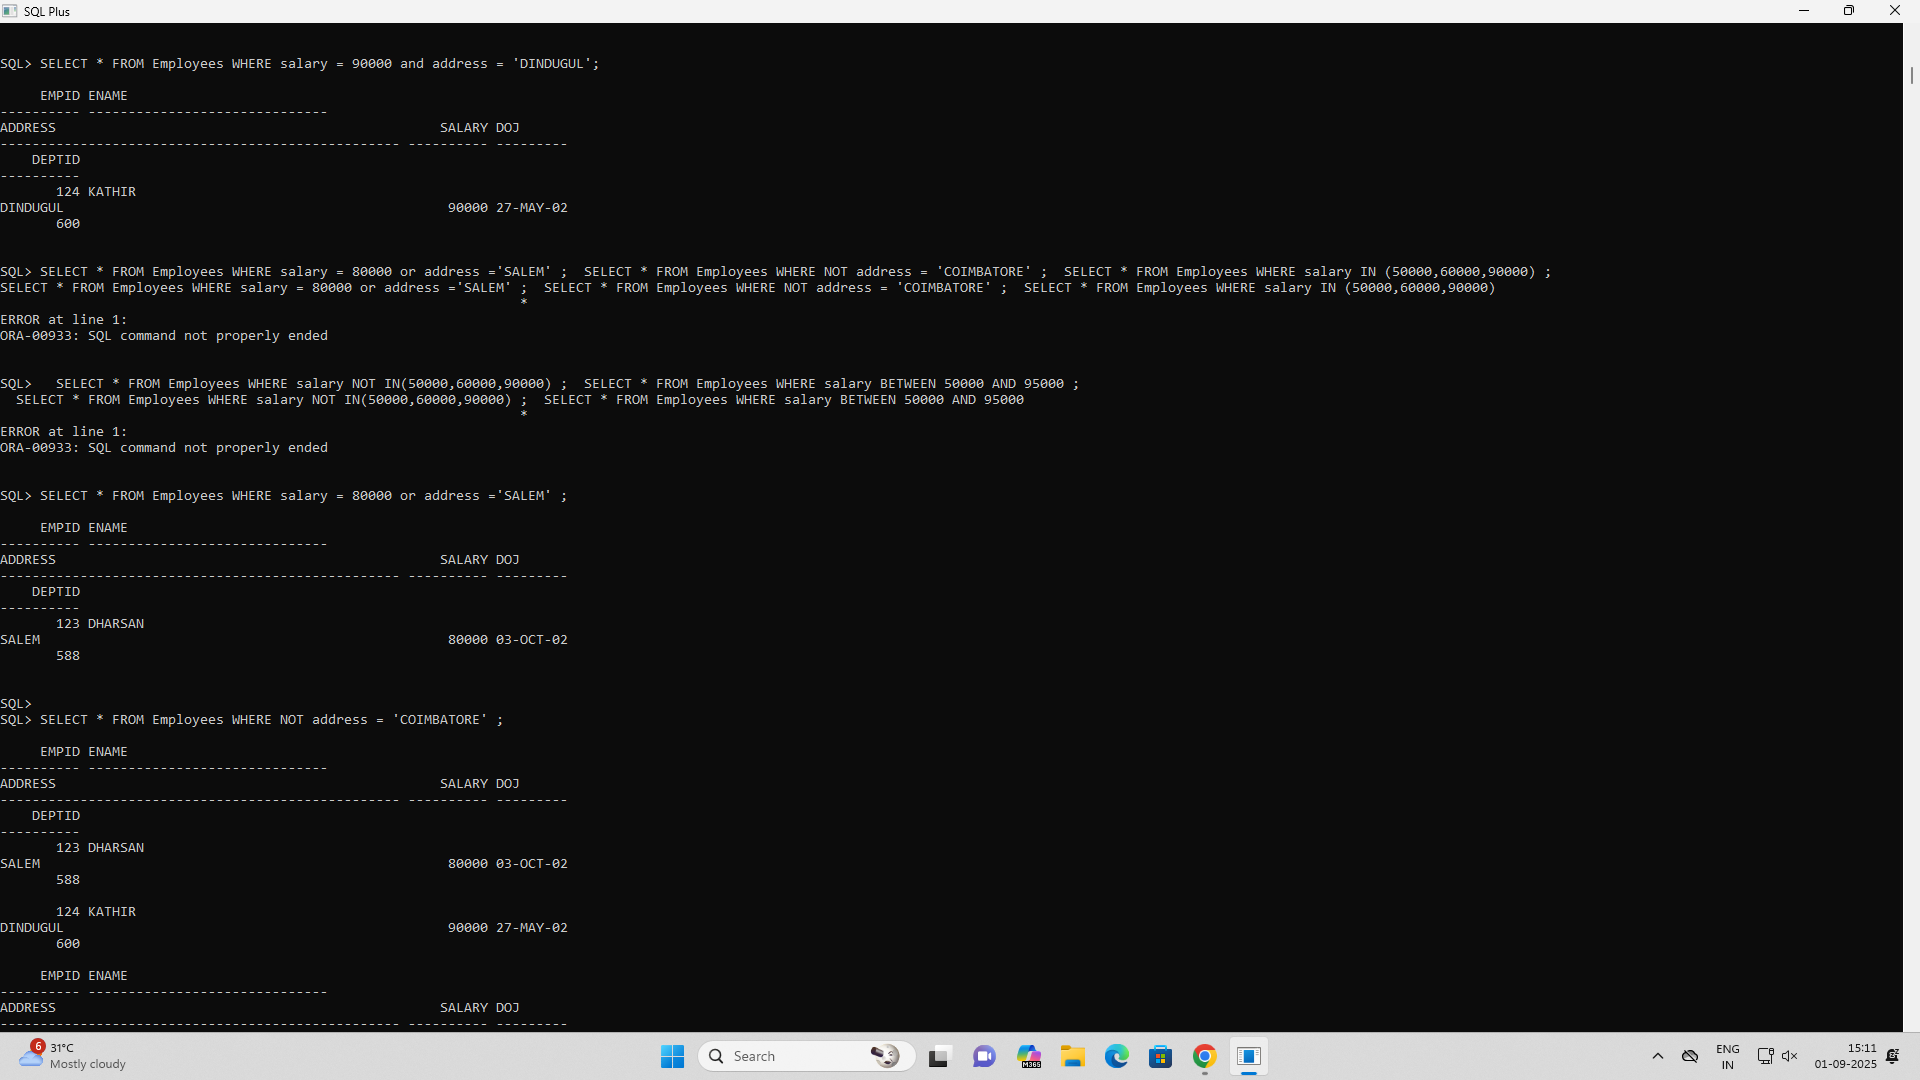 SQL Plus
SQL> SELECT * FROM Employees WHERE salary = 90000 and address = 'DINDUGUL';
     EMPID ENAME
---------- ------------------------------
ADDRESS                                                SALARY DOJ
-------------------------------------------------- ---------- ---------
    DEPTID
----------
       124 KATHIR
DINDUGUL                                                90000 27-MAY-02
       600
SQL> SELECT * FROM Employees WHERE salary = 80000 or address ='SALEM' ;  SELECT * FROM Employees WHERE NOT address = 'COIMBATORE' ;  SELECT * FROM Employees WHERE salary IN (50000,60000,90000) ;
SELECT * FROM Employees WHERE salary = 80000 or address ='SALEM' ;  SELECT * FROM Employees WHERE NOT address = 'COIMBATORE' ;  SELECT * FROM Employees WHERE salary IN (50000,60000,90000)
                                                                 *
ERROR at line 1:
ORA-00933: SQL command not properly ended
SQL>   SELECT * FROM Employees WHERE salary NOT IN(50000,60000,90000) ;  SELECT * FROM Employees WHERE salary BETWEEN 50000 AND 95000 ;
  SELECT * FROM Employees WHERE salary NOT IN(50000,60000,90000) ;  SELECT * FROM Employees WHERE salary BETWEEN 50000 AND 95000
                                                                 *
ERROR at line 1:
ORA-00933: SQL command not properly ended
SQL> SELECT * FROM Employees WHERE salary = 80000 or address ='SALEM' ;
     EMPID ENAME
---------- ------------------------------
ADDRESS                                                SALARY DOJ
-------------------------------------------------- ---------- ---------
    DEPTID
----------
       123 DHARSAN
SALEM                                                   80000 03-OCT-02
       588
SQL>
SQL> SELECT * FROM Employees WHERE NOT address = 'COIMBATORE' ;
     EMPID ENAME
---------- ------------------------------
ADDRESS                                                SALARY DOJ
-------------------------------------------------- ---------- ---------
    DEPTID
----------
       123 DHARSAN
SALEM                                                   80000 03-OCT-02
       588
       124 KATHIR
DINDUGUL                                                90000 27-MAY-02
       600
     EMPID ENAME
---------- ------------------------------
ADDRESS                                                SALARY DOJ
-------------------------------------------------- ---------- ---------
6
31°C
Mostly cloudy
Search
M365
ENG
IN
15:11
01-09-2025